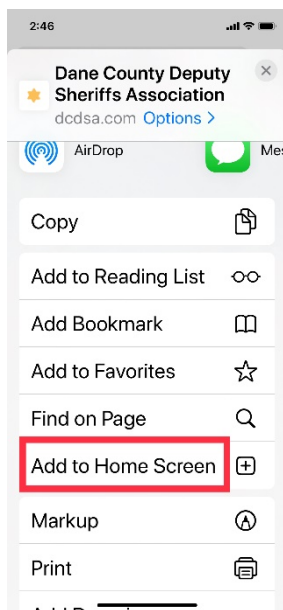 2:46
Dane County Deputy
Sheriffs Association
dcdsa.com Options >
AirDrop
Copy
Add to Reading List
Add Bookmark
Add to Favorites
Find on Page
Add to Home Screen
Markup
Print